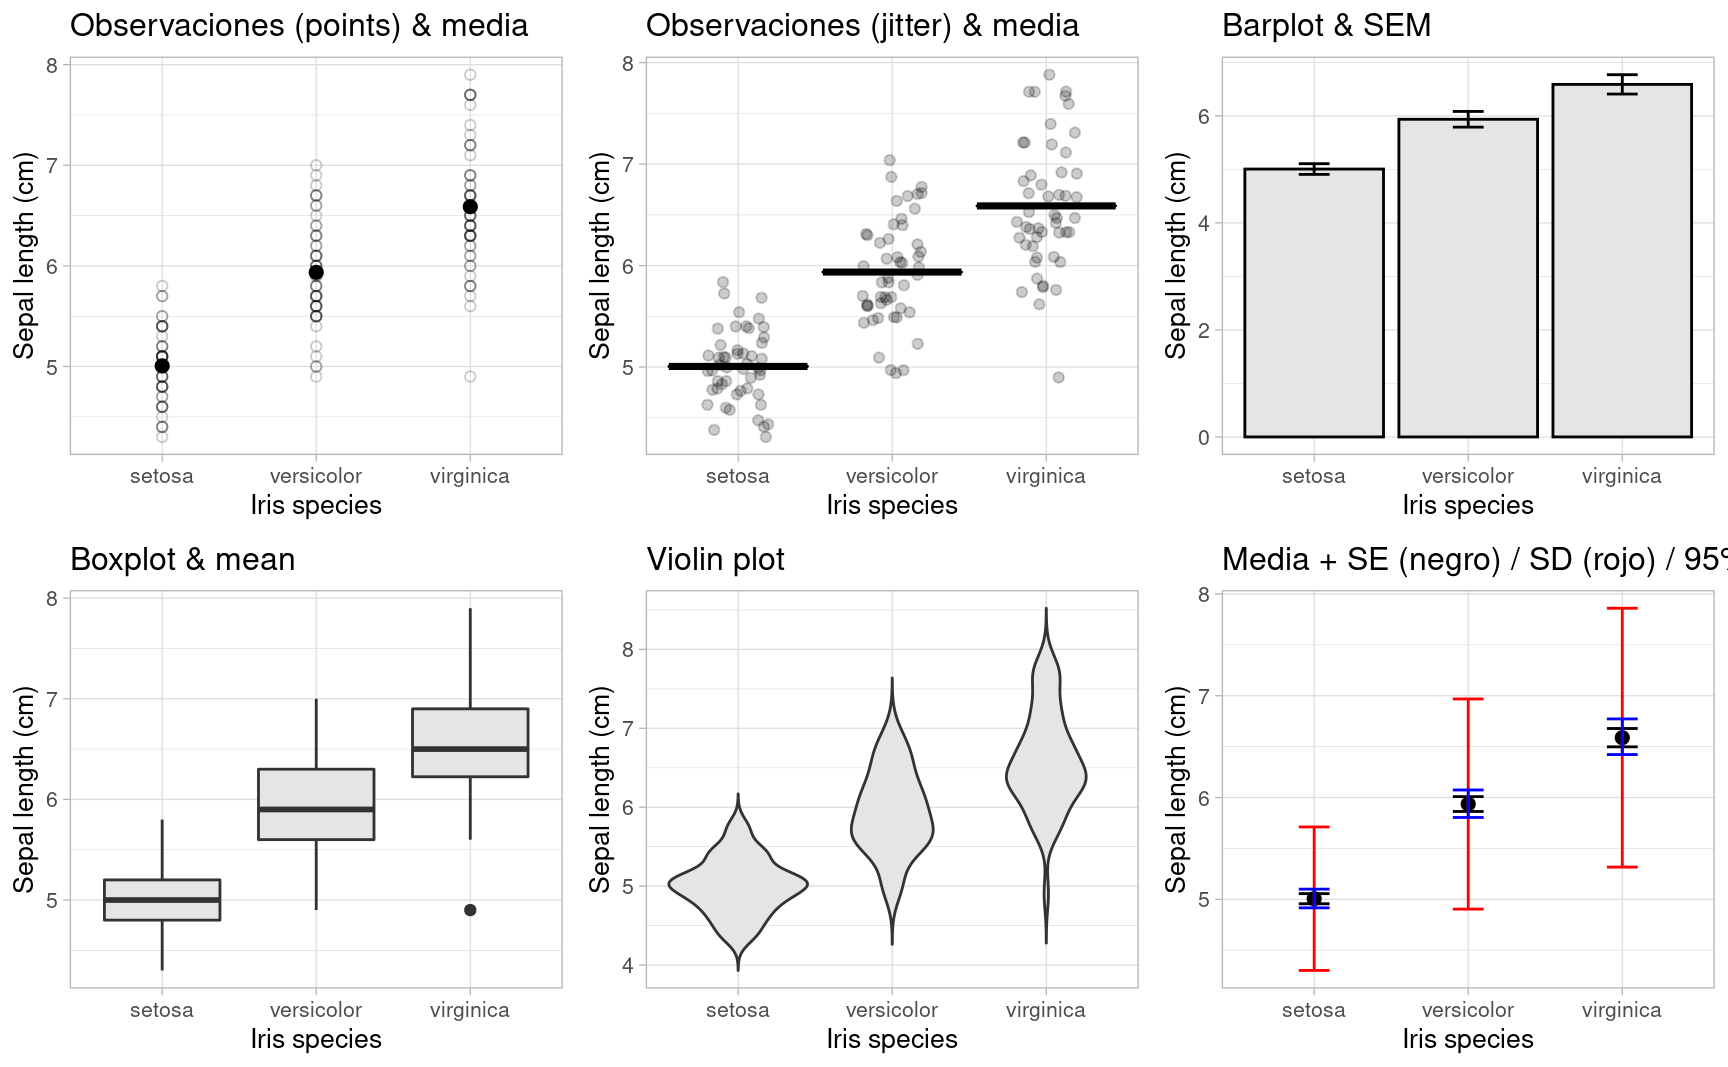 Observaciones (points) & media
Sepal length (cm)
8
7
6
5
setosa versicolor virginica
Iris species
Observaciones (jitter) & media
Sepal length (cm)
8
7
6
5
setosa versicolor virginica
Iris species
Barplot & SEM
Sepal length (cm)
6
4
2
0
setosa versicolor virginica
Iris species
Boxplot & mean
Sepal length (cm)
8
7
6
5
setosa versicolor virginica
Iris species
Violin plot
Sepal length (cm)
8
7
6
5
4
setosa versicolor virginica
Iris species
Media + SE (negro) / SD (rojo) / 95%
Sepal length (cm)
8
7
6
5
setosa versicolor virginica
Iris species